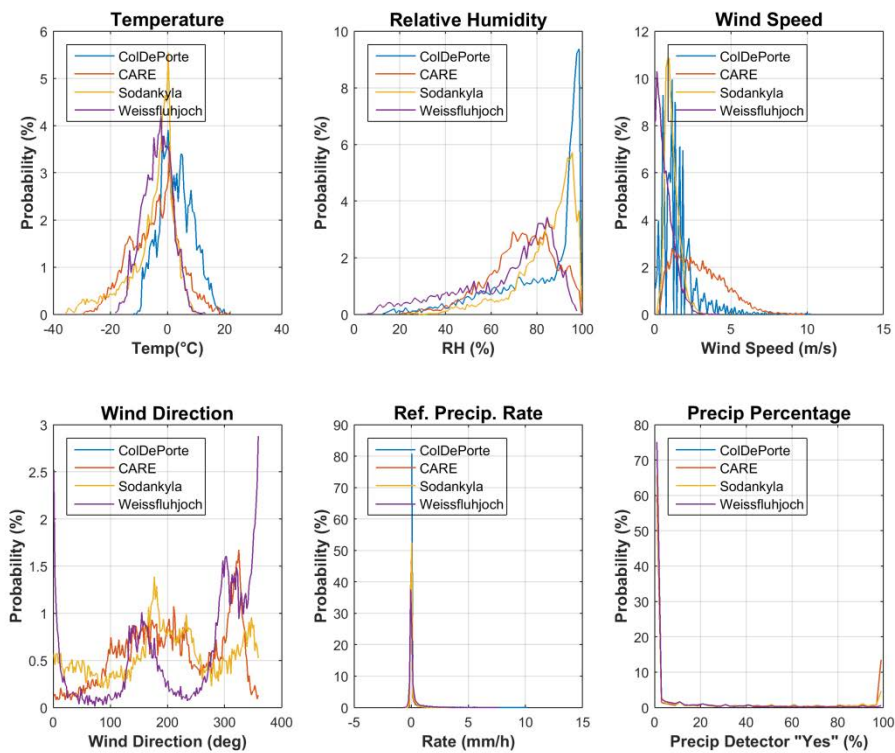 Temperature
Probability (%)
6
5
4
3
2
1
0
ColDePorte
CARE
Sodankyla
Weissfluhjoch
-40
-20
0
20
40
Temp(°C)
Relative Humidity
Probability (%)
10
8
6
4
2
0
ColDePorte
CARE
Sodankyla
Weissfluhjoch
0
20
40
60
80
100
RH (%)
Wind Speed
Probability (%)
12
10
8
6
4
2
0
ColDePorte
CARE
Sodankyla
Weissfluhjoch
0
5
10
15
Wind Speed (m/s)
Wind Direction
Probability (%)
3
2.5
2
1.5
1
0.5
0
ColDePorte
CARE
Sodankyla
Weissfluhjoch
0
100
200
300
400
Wind Direction (deg)
Ref. Precip. Rate
Probability (%)
90
80
70
60
50
40
30
20
10
0
ColDePorte
CARE
Sodankyla
Weissfluhjoch
-5
0
5
10
15
Rate (mm/h)
Precip Percentage
Probability (%)
80
70
60
50
40
30
20
10
0
ColDePorte
CARE
Sodankyla
Weissfluhjoch
0
20
40
60
80
100
Precip Detector "Yes" (%)